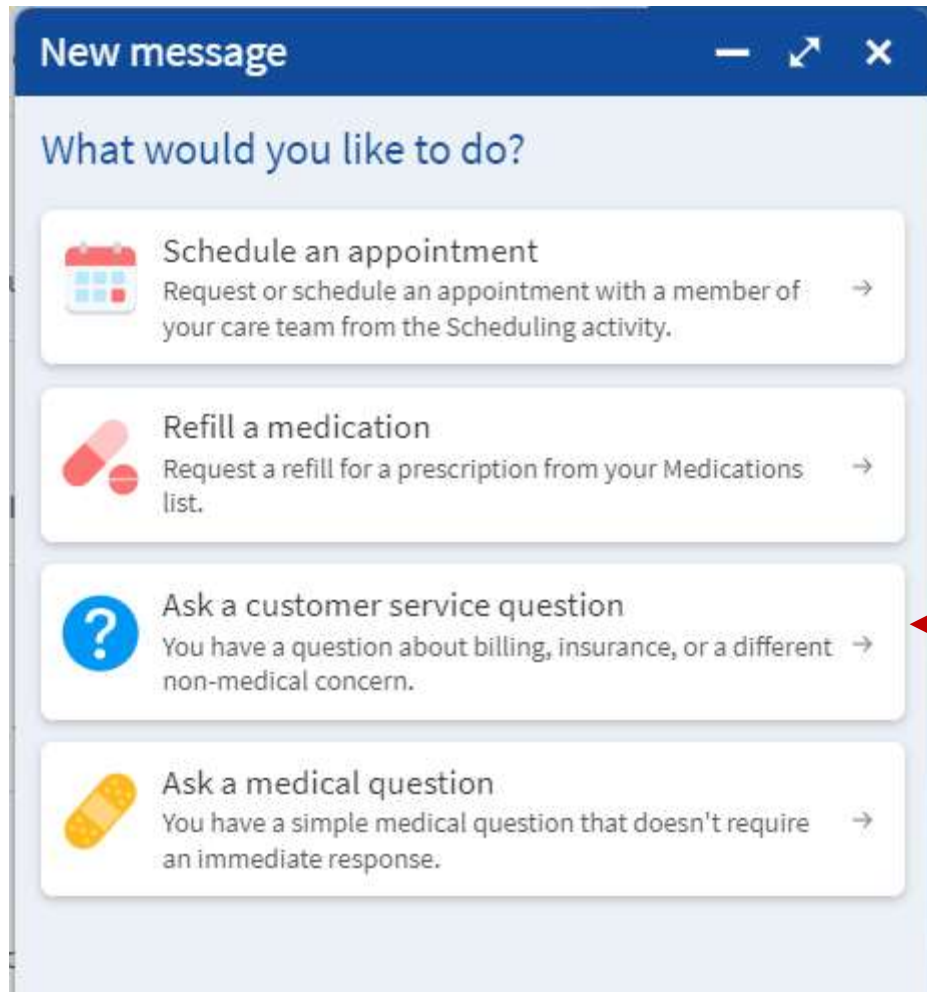 New message
What would you like to do?
Schedule an appointment
Request or schedule an appointment with a member of
your care team from the Scheduling activity.
Refill a medication
Request a refill for a prescription from your Medications
list.
Ask a customer service question
You have a question about billing, insurance, or a different
non-medical concern.
Ask a medical question
You have a simple medical question that doesn't require
an immediate response.